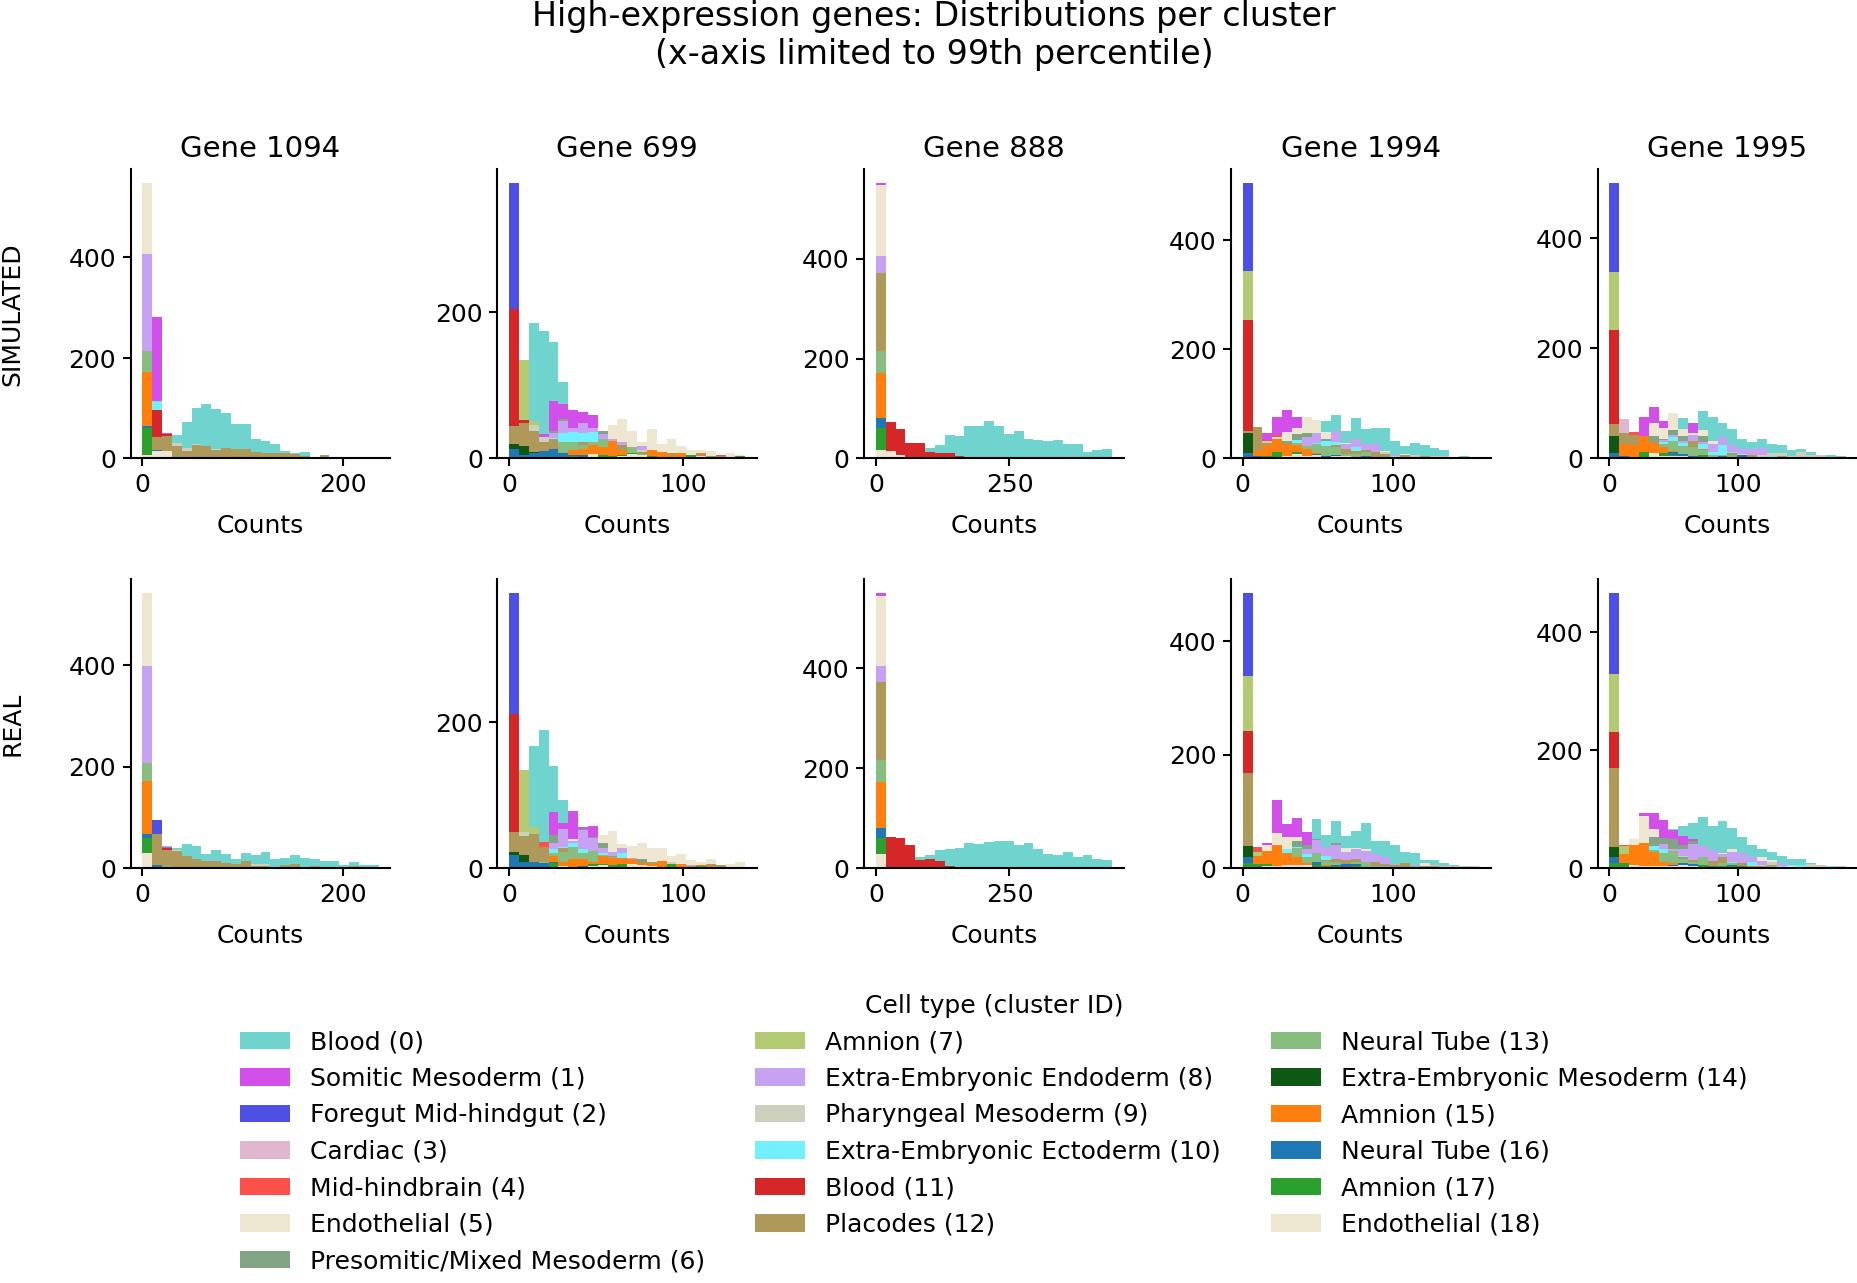 High-expression genes: Distributions per cluster
(x-axis limited to 99th percentile)
Gene 1094
Gene 699
Gene 888
Gene 1994
Gene 1995
SIMULATED
400
200
0
0
200
Counts
200
0
0
100
Counts
400
200
0
0
250
Counts
400
200
0
0
100
Counts
400
200
0
0
100
Counts
REAL
400
200
0
0
200
Counts
200
0
0
100
Counts
400
200
0
0
250
Counts
400
200
0
0
100
Counts
400
200
0
0
100
Counts
Cell type (cluster ID)
Blood (0)
Somitic Mesoderm (1)
Foregut Mid-hindgut (2)
Cardiac (3)
Mid-hindbrain (4)
Endothelial (5)
Presomitic/Mixed Mesoderm (6)
Amnion (7)
Extra-Embryonic Endoderm (8)
Pharyngeal Mesoderm (9)
Extra-Embryonic Ectoderm (10)
Blood (11)
Placodes (12)
Neural Tube (13)
Extra-Embryonic Mesoderm (14)
Amnion (15)
Neural Tube (16)
Amnion (17)
Endothelial (18)